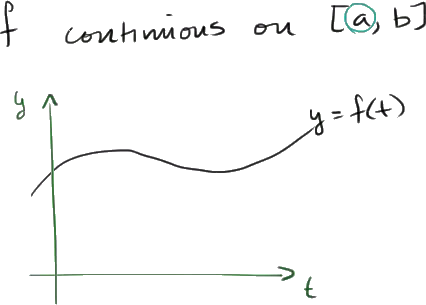 f continuous on [a, b]
y
y = f(t)
t